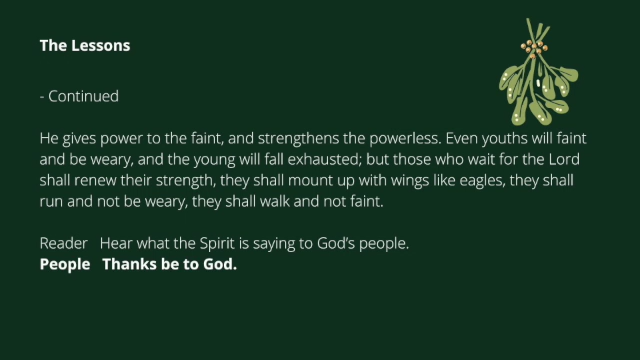 The Lessons
- Continued
He gives power to the faint, and strengthens the powerless. Even youths will faint
and be weary, and the young will fall exhausted; but those who wait for the Lord
shall renew their strength, they shall mount up with wings like eagles, they shall
run and not be weary, they shall walk and not faint.
Reader   Hear what the Spirit is saying to God’s people.
People   Thanks be to God.